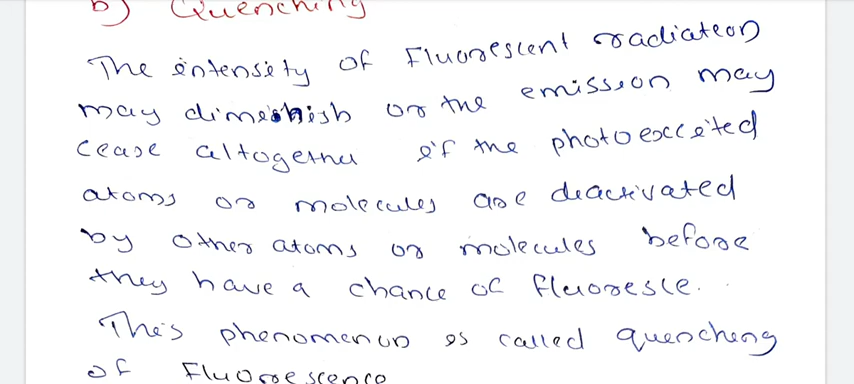 b) Quenching
The intensity of Fluorescent radiation
may diminish or the emission may
cease altogether if the photoexcited
atoms or molecules are deactivated
by other atoms or molecules before
they have a chance of fluoresce.
This phenomenon is called quenching
of Fluorescence